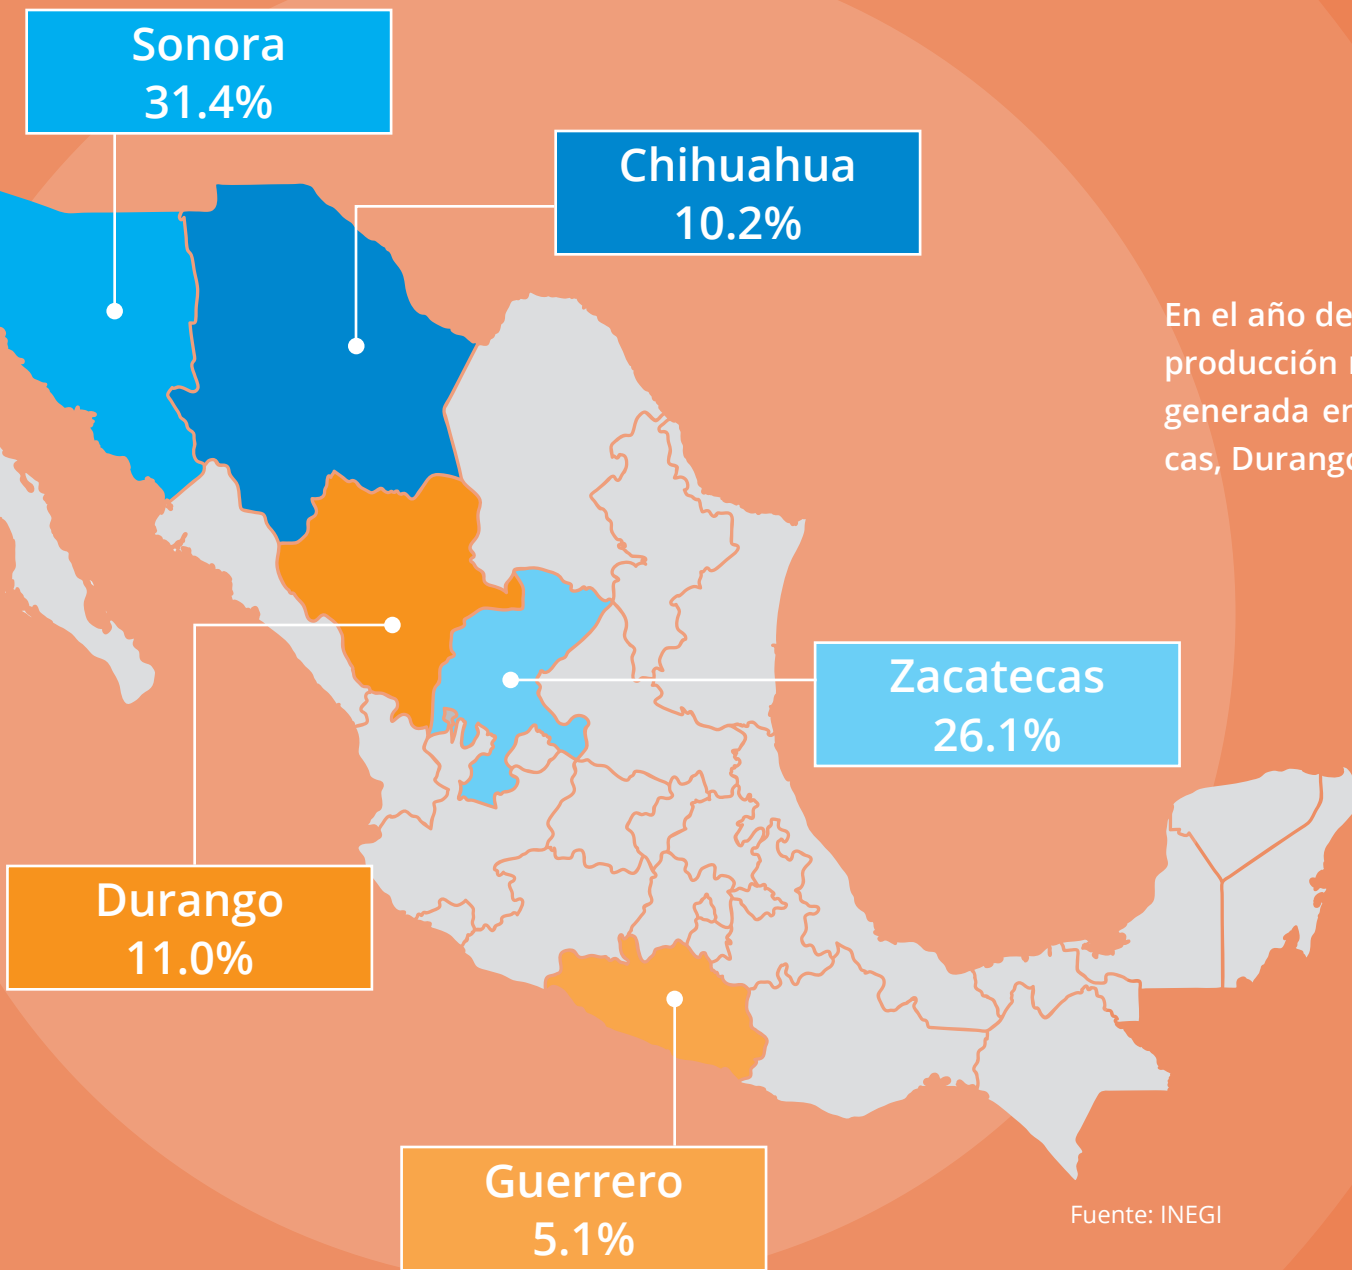 Sonora
31.4%
Chihuahua
10.2%
En el año de
producción
generada en
cas, Durango
Zacatecas
26.1%
Durango
11.0%
Guerrero
5.1%
Fuente: INEGI